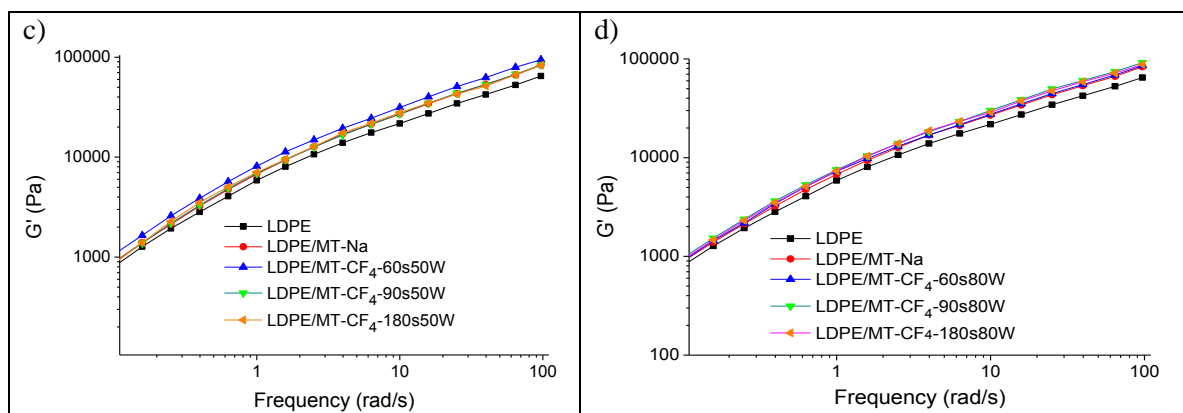 c)
100000
10000
1000
G' (Pa)
LDPE
LDPE/MT-Na
LDPE/MT-CF4-60s50W
LDPE/MT-CF4-90s50W
LDPE/MT-CF4-180s50W
1 10 100
Frequency (rad/s)
d)
100000
10000
1000
100
G' (Pa)
LDPE
LDPE/MT-Na
LDPE/MT-CF4-60s80W
LDPE/MT-CF4-90s80W
LDPE/MT-CF4-180s80W
1 10 100
Frequency (rad/s)